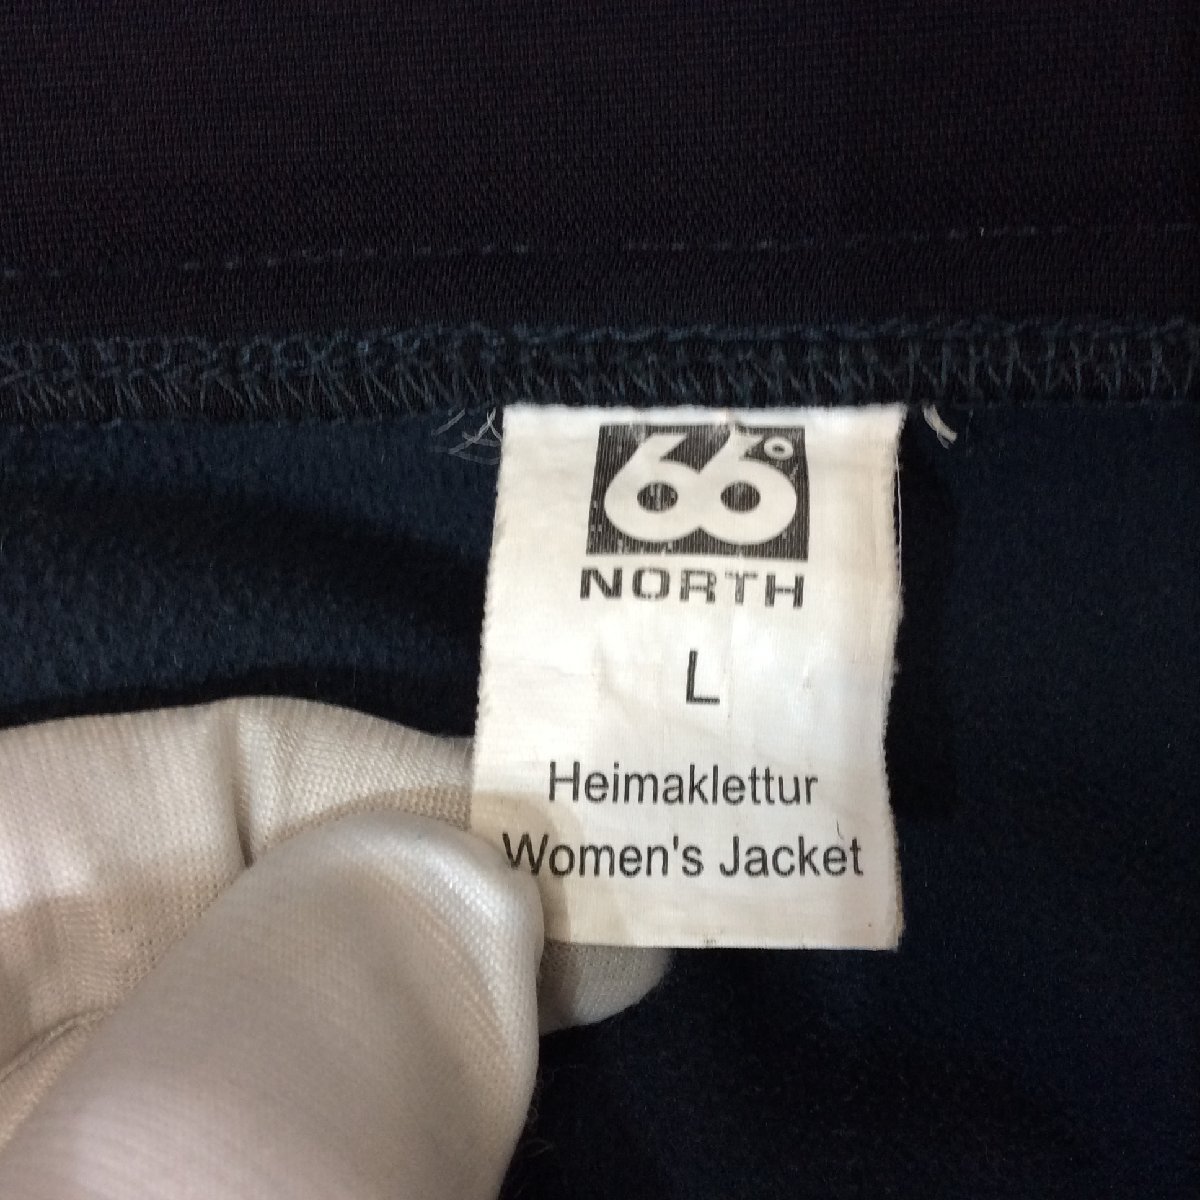 66°
NORTH
L
Heimaklettur
Women's Jacket